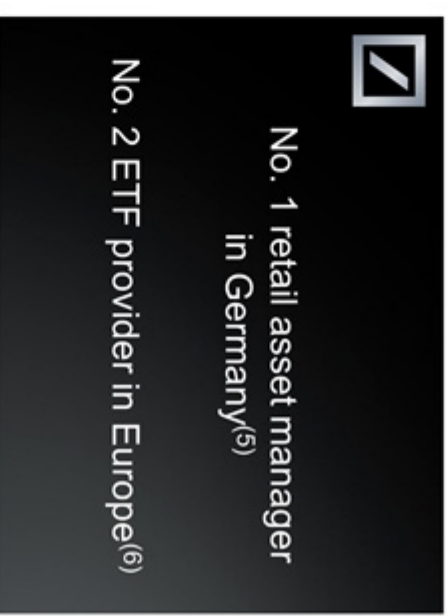 No. 1 retail asset manager
in Germany(5)
No. 2 ETF provider in Europe(6)